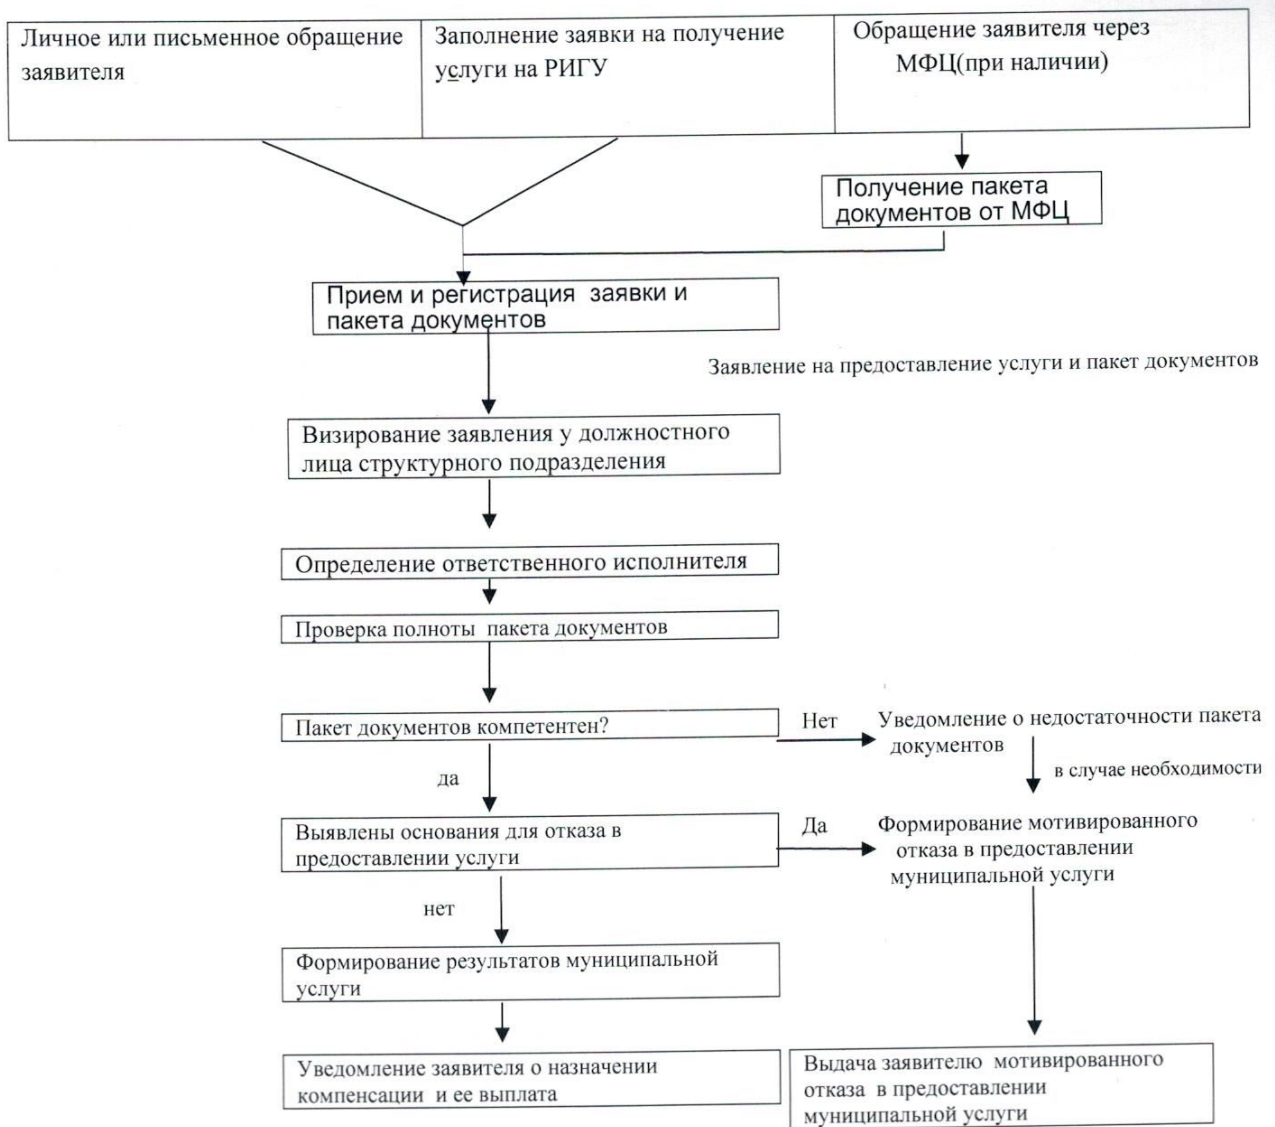 Личное или письменное обращение
заявителя
Заполнение заявки на получение
услуги на РИГУ
Обращение заявителя через
МФЦ(при наличии)
Получение пакета
документов от МФЦ
Прием и регистрация заявки и
пакета документов
Заявление на предоставление услуги и пакет документов
Визирование заявления у должностного
лица структурного подразделения
Определение ответственного исполнителя
Проверка полноты пакета документов
Пакет документов компетентен?
Нет
Уведомление о недостаточности пакета
документов
да
в случае необходимости
Выявлены основания для отказа в
предоставлении услуги
Да
Формирование мотивированного
отказа в предоставлении
муниципальной услуги
нет
Формирование результатов муниципальной
услуги
Уведомление заявителя о назначении
компенсации и ее выплата
Выдача заявителю мотивированного
отказа в предоставлении
муниципальной услуги